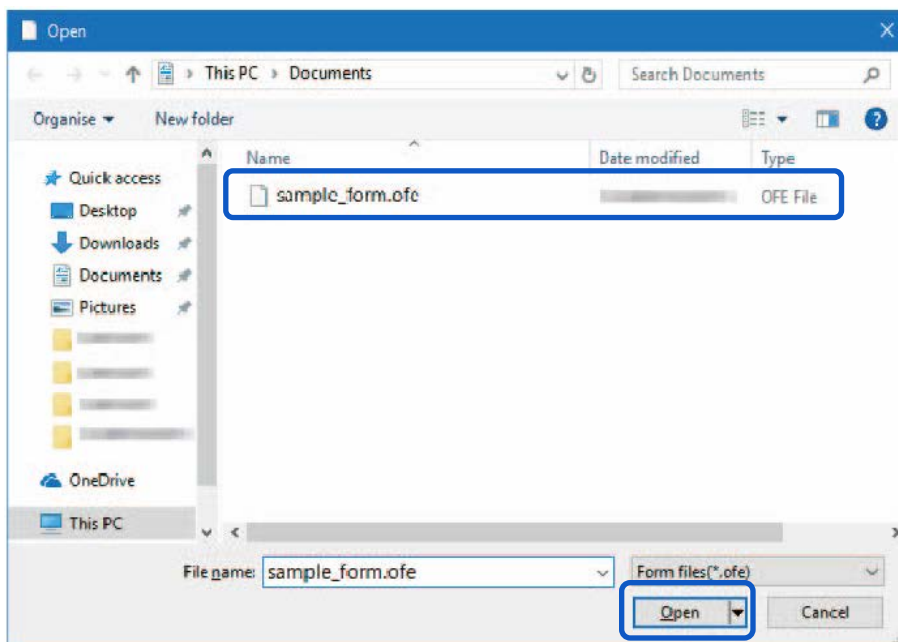 Open
This PC › Documents
Search Documents
Organise
New folder
Name
Date modified
Type
Quick access
Desktop
Downloads
Documents
Pictures
OneDrive
This PC
sample_form.ofe
OFE File
File name: sample_form.ofe
Form files(*.ofe)
Open
Cancel